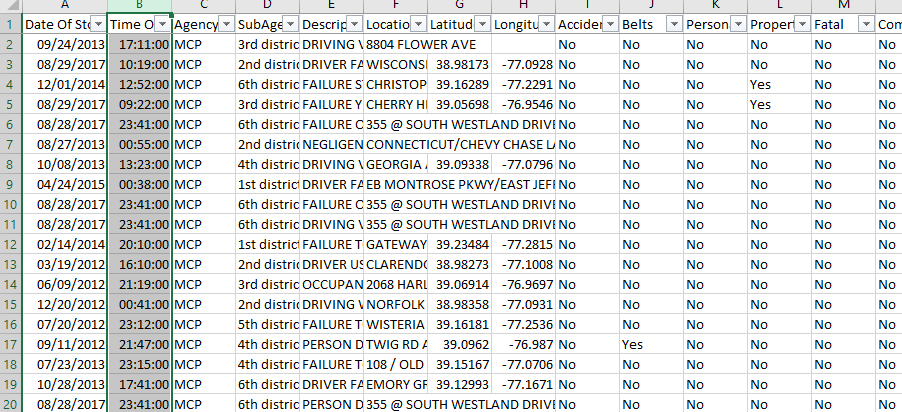 A B C D E F G H I J K L M
1 Date Of Sto Time O Agency SubAge Descrip Locatio Latitud Longitu Acciden Belts Persona Propert Fatal Com
2 09/24/2013 17:11:00 MCP 3rd district DRIVING V 8804 FLOWER AVE No No No No No No
3 08/29/2017 10:19:00 MCP 2nd distric DRIVER FA WISCONSI 38.98173 -77.0928 No No No No No No
4 12/01/2014 12:52:00 MCP 6th distric FAILURE S CHRISTOP 39.16289 -77.2291 No No No Yes No No
5 08/29/2017 09:22:00 MCP 3rd district FAILURE Y CHERRY HI 39.05698 -76.9546 No No No Yes No No
6 08/28/2017 23:41:00 MCP 6th distric FAILURE O 355 @ SOUTH WESTLAND DRIVE No No No No No No
7 08/27/2013 00:55:00 MCP 2nd distric NEGLIGEN CONNECTICUT/CHEVY CHASE LA No No No No No No
8 10/08/2013 13:23:00 MCP 4th distric DRIVING V GEORGIA A 39.09338 -77.0796 No No No No No No
9 04/24/2015 00:38:00 MCP 1st district DRIVER FA EB MONTROSE PKWY/EAST JEFF No No No No No No
10 08/28/2017 23:41:00 MCP 6th distric FAILURE O 355 @ SOUTH WESTLAND DRIVE No No No No No No
11 08/28/2017 23:41:00 MCP 6th distric DRIVING V 355 @ SOUTH WESTLAND DRIVE No No No No No No
12 02/14/2014 20:10:00 MCP 1st district FAILURE T GATEWAY 39.23484 -77.2815 No No No No No No
13 03/19/2012 16:10:00 MCP 2nd distric DRIVER US CLARENDO 38.98273 -77.1008 No No No No No No
14 06/09/2012 21:19:00 MCP 3rd district OCCUPAN 2068 HARL 39.06914 -76.9697 No No No No No No
15 12/20/2012 00:41:00 MCP 2nd distric DRIVING V NORFOLK 38.98358 -77.0931 No No No No No No
16 07/20/2012 23:12:00 MCP 5th distric FAILURE T WISTERIA 39.16181 -77.2536 No No No No No No
17 09/11/2012 21:47:00 MCP 4th distric PERSON D TWIG RD A 39.0962 -76.987 No Yes No No No No
18 07/23/2013 23:15:00 MCP 4th distric FAILURE T 108 / OLD 39.15167 -77.0706 No No No No No No
19 10/28/2013 17:41:00 MCP 6th distric DRIVER FA EMORY GR 39.12993 -77.1671 No No No No No No
20 08/28/2017 23:41:00 MCP 6th distric PERSON D 355 @ SOUTH WESTLAND DRIVE No No No No No No